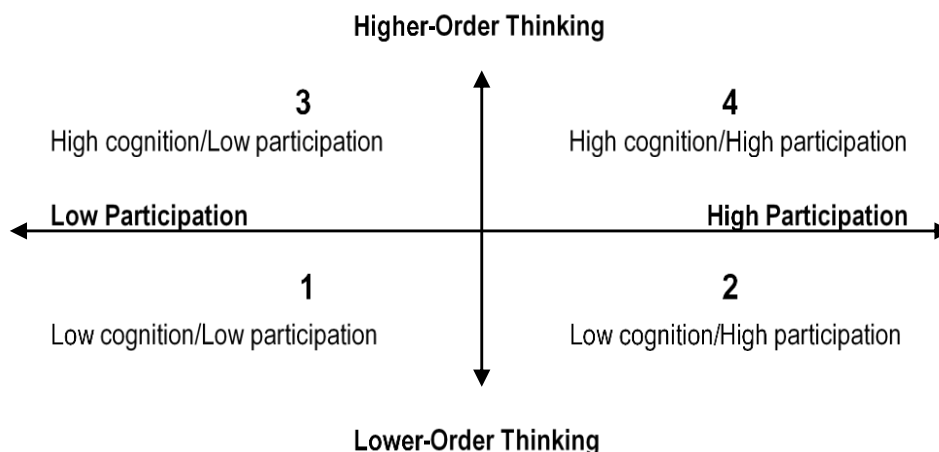 Higher-Order Thinking
3
4
High cognition/Low participation
High cognition/High participation
Low Participation
High Participation
1
2
Low cognition/Low participation
Low cognition/High participation
Lower-Order Thinking